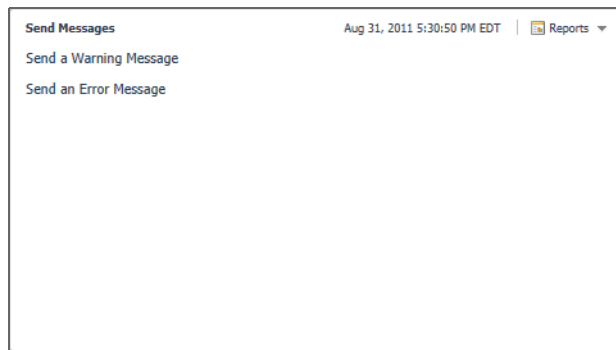 Send Messages Aug 31, 2011 5:30:50 PM EDT Reports
Send a Warning Message
Send an Error Message